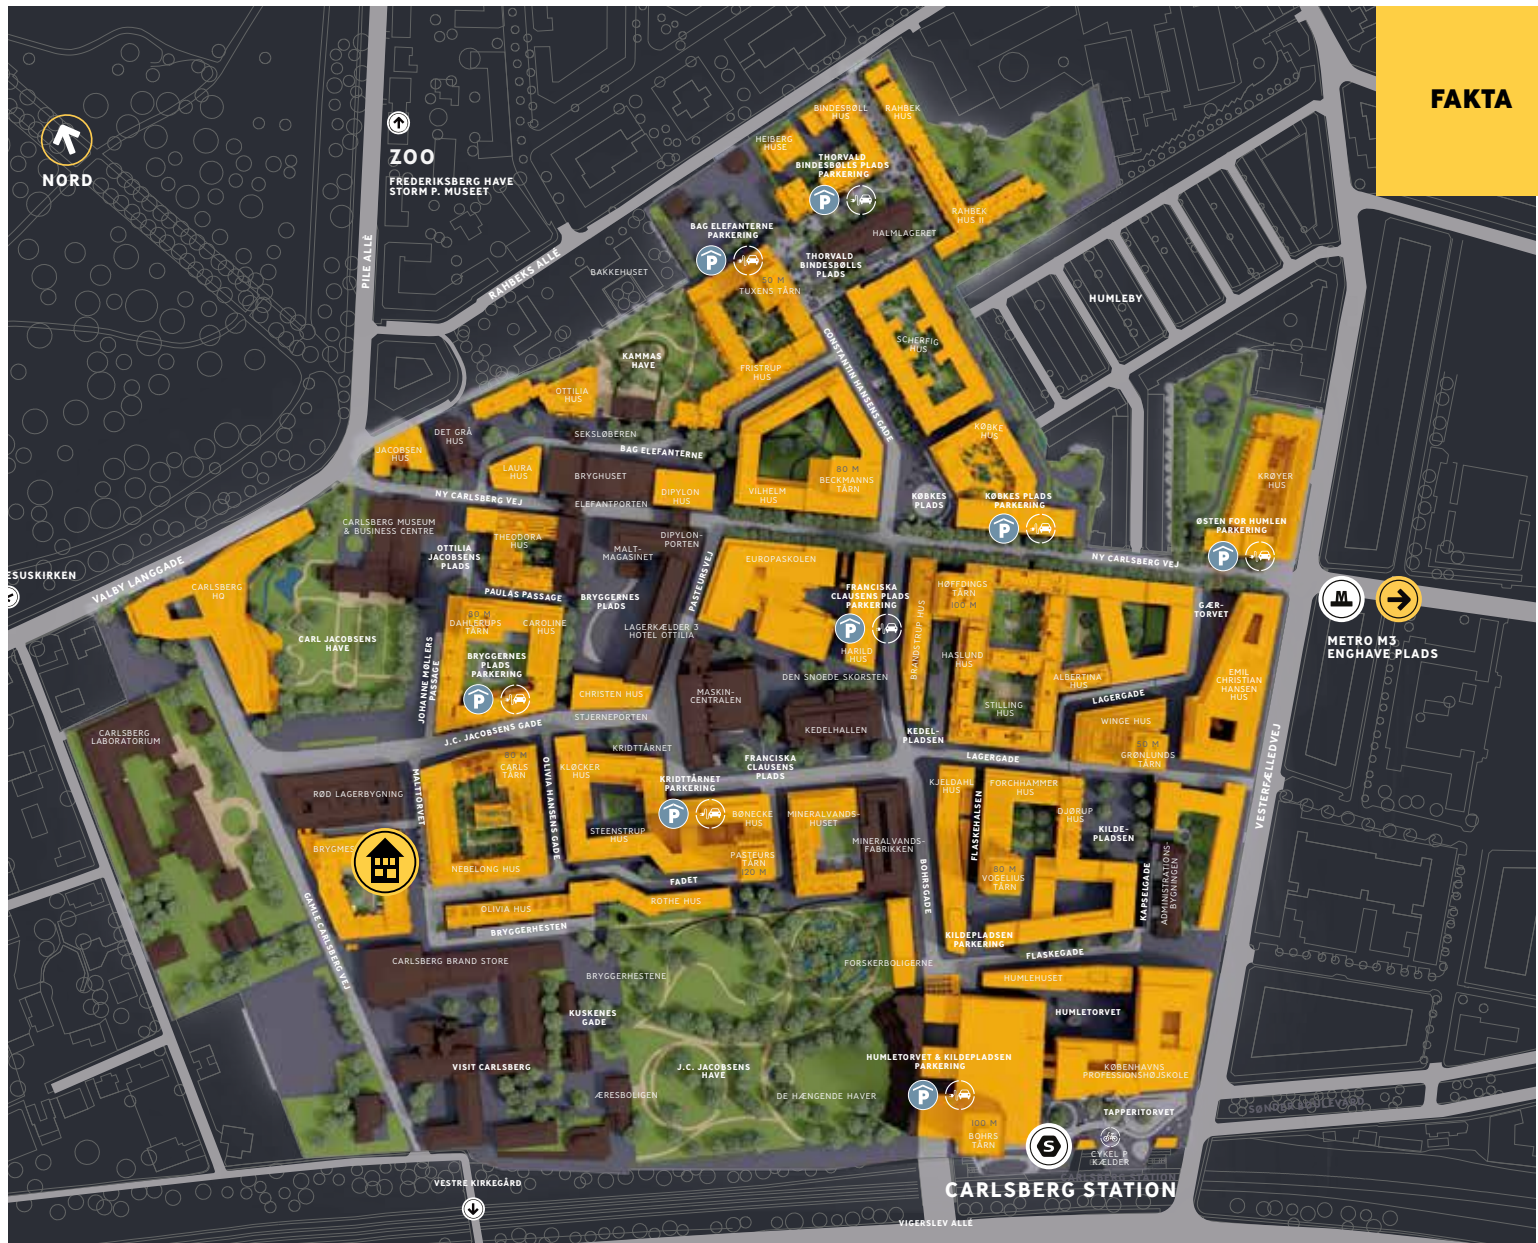 FAKTA
NORD
ZOO
FREDERIKSBERG HAVE
STORM P. MUSEET
PILE ALLÉ
RAHBEKS ALLÉ
BAKKEHUSET
BINDESBØLL
HUS
RAHBEK
HUS
HEIBERG
HUSE
THORVALD
BINDESBØLLS PLADS
PARKERING
P
RAHBEK
HUS II
HALMLAGERET
BAG ELEFANTERNE
PARKERING
P
THORVALD
BINDESBØLLS
PLADS
TUXENS TÅRN
HUMLEBY
CONSTANTIN HANSENS GADE
SCHERFIG
HUS
KAMMAS
HAVE
FRISTRUP
HUS
OTTILIA
HUS
DET GRÅ
HUS
SEKSLØBEREN
JACOBSEN
HUS
BAG ELEFANTERNE
KØBKE
HUS
LAURA
HUS
BRYGHUSET
80 M
BECKMANNS
TÅRN
VILHELM
HUS
DIPYLON
HUS
KRØYER
HUS
NY CARLSBERG VEJ
ELEFANTPORTEN
KØBKES
PLADS
KØBKES PLADS
PARKERING
P
CARLSBERG MUSEUM
& BUSINESS CENTRE
THEODORA
HUS
DIPYLON-
PORTEN
ØSTEN FOR HUMLEN
PARKERING
P
OTTILIA
JACOBSENS
PLADS
MALT-
MAGASINET
EUROPASKOLEN
NY CARLSBERG VEJ
VALBY LANGGADE
ESUSKIRKEN
CARLSBERG
HQ
PAULAS PASSAGE
BRYGGERNES
PLADS
PASTEURSVEJ
FRANCISKA
CLAUSENS PLADS
PARKERING
P
HØFFDINGS
TÅRN
100 M
GÆR-
TORVET
M
METRO M3
ENGHAVE PLADS
80 M
DAHLERUPS
TÅRN
CAROLINE
HUS
LAGERKÆLDER 3
HOTEL OTTILIA
CARL JACOBSENS
HAVE
JOHANNE MØLLERS
PASSAGE
BRYGGERNES
PLADS
PARKERING
P
HARILD
HUS
BRANDSTRUP HUS
HASLUND
HUS
DEN SNOEDE SKORSTEN
ALBERTINA
HUS
EMIL
CHRISTIAN
HANSEN
HUS
CHRISTEN HUS
MASKIN-
CENTRALEN
LAGERGADE
STILLING
HUS
STJERNEPORTEN
KEDELHALLEN
KEDEL-
PLADSEN
WINGE HUS
CARLSBERG
LABORATORIUM
J.C. JACOBSENS GADE
KRIDTTÅRNET
GRØNLUNDS
TÅRN
80 M
CARLS
TÅRN
KLØCKER
HUS
FRANCISKA
CLAUSENS
PLADS
LAGERGADE
VESTERFÆLLEDVEJ
RØD LAGERBYGNING
MALTTORVET
OLIVIA HANSENS GADE
KRIDTTÅRNET
PARKERING
P
KJELDAHL
HUS
FORCHHAMMER
HUS
FLASKEHALSEN
STEENSTRUP
HUS
BØNECKE
HUS
MINERALVANDS-
HUSET
DJØRUP
HUS
KILDE-
PLADSEN
MINERALVANDS-
FABRIKKEN
NEBELONG HUS
PASTEURS
TÅRN
120 M
FADET
80 M
VOGELIUS
TÅRN
BOHRSGADE
KAPSELGADE
ADMINISTRATIONS-
BYGNINGEN
GAMLE CARLSBERG VEJ
OLIVIA HUS
ROTHE HUS
BRYGGERHESTEN
KILDEPLADSEN
PARKERING
FLASKEGADE
CARLSBERG BRAND STORE
BRYGGERHESTENE
FORSKERBOLIGERNE
HUMLEHUSET
KUSKENES
GADE
HUMLETORVET
VISIT CARLSBERG
J.C. JACOBSENS
HAVE
HUMLETORVET & KILDEPLADSEN
PARKERING
P
KØBENHAVNS
PROFESSIONSHØJSKOLE
ÆRESBOLIGEN
DE HÆNGENDE HAVER
TAPPERITORVET
SØNDER BOULEVARD
100 M
BOHRS
TÅRN
S
CYKEL P
KÆLDER
CARLSBERG STATION
VESTRE KIRKEGÅRD
VIGERSLEV ALLÉ